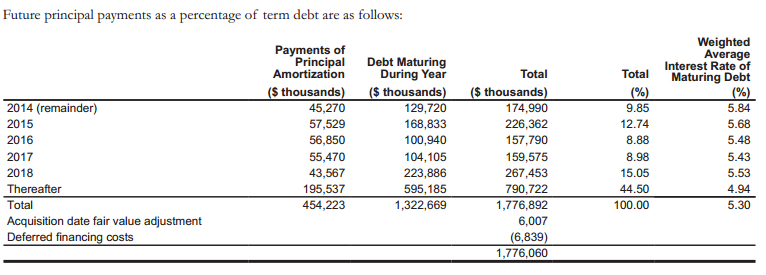 Future principal payments as a percentage of term debt are as follows:
Weighted
Average
Payments of Principal Amortization Debt Maturing During Year Total Total Interest Rate of Maturing Debt
($ thousands) ($ thousands) ($ thousands) (%) (%)
2014 (remainder) 45,270 129,720 174,990 9.85 5.84
2015 57,529 168,833 226,362 12.74 5.68
2016 56,850 100,940 157,790 8.88 5.48
2017 55,470 104,105 159,575 8.98 5.43
2018 43,567 223,886 267,453 15.05 5.53
Thereafter 195,537 595,185 790,722 44.50 4.94
Total 454,223 1,322,669 1,776,892 100.00 5.30
Acquisition date fair value adjustment 6,007
Deferred financing costs (6,839)
1,776,060